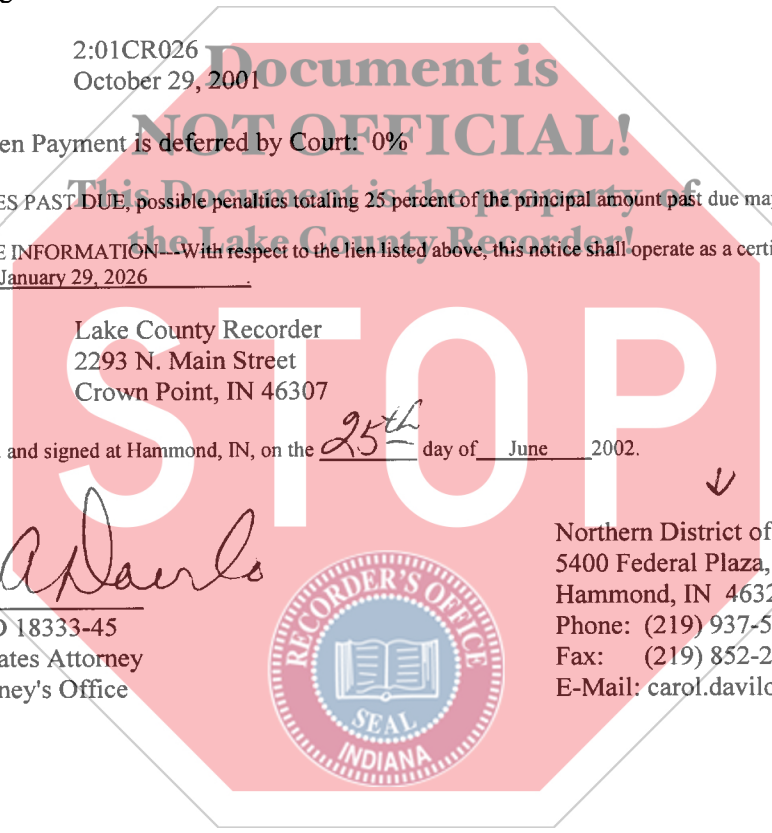 2:01CR026
October 29, 2001
Document is
NOT OFFICIAL!
This Document is the property of
the Lake County Recorder!
en Payment is deferred by Court: 0%
ES PAST DUE, possible penalties totaling 25 percent of the principal amount past due may
E INFORMATION---With respect to the lien listed above, this notice shall operate as a certi
January 29, 2026 .
Lake County Recorder
2293 N. Main Street
Crown Point, IN 46307
and signed at Hammond, IN, on the 25th day of June 2002.
STOP
Northern District of
5400 Federal Plaza,
Hammond, IN 4632
Phone: (219) 937-5
Fax: (219) 852-2
E-Mail: carol.davilo
18333-45
ates Attorney
ney's Office
RECORDER'S OFFICE
SEAL
INDIANA